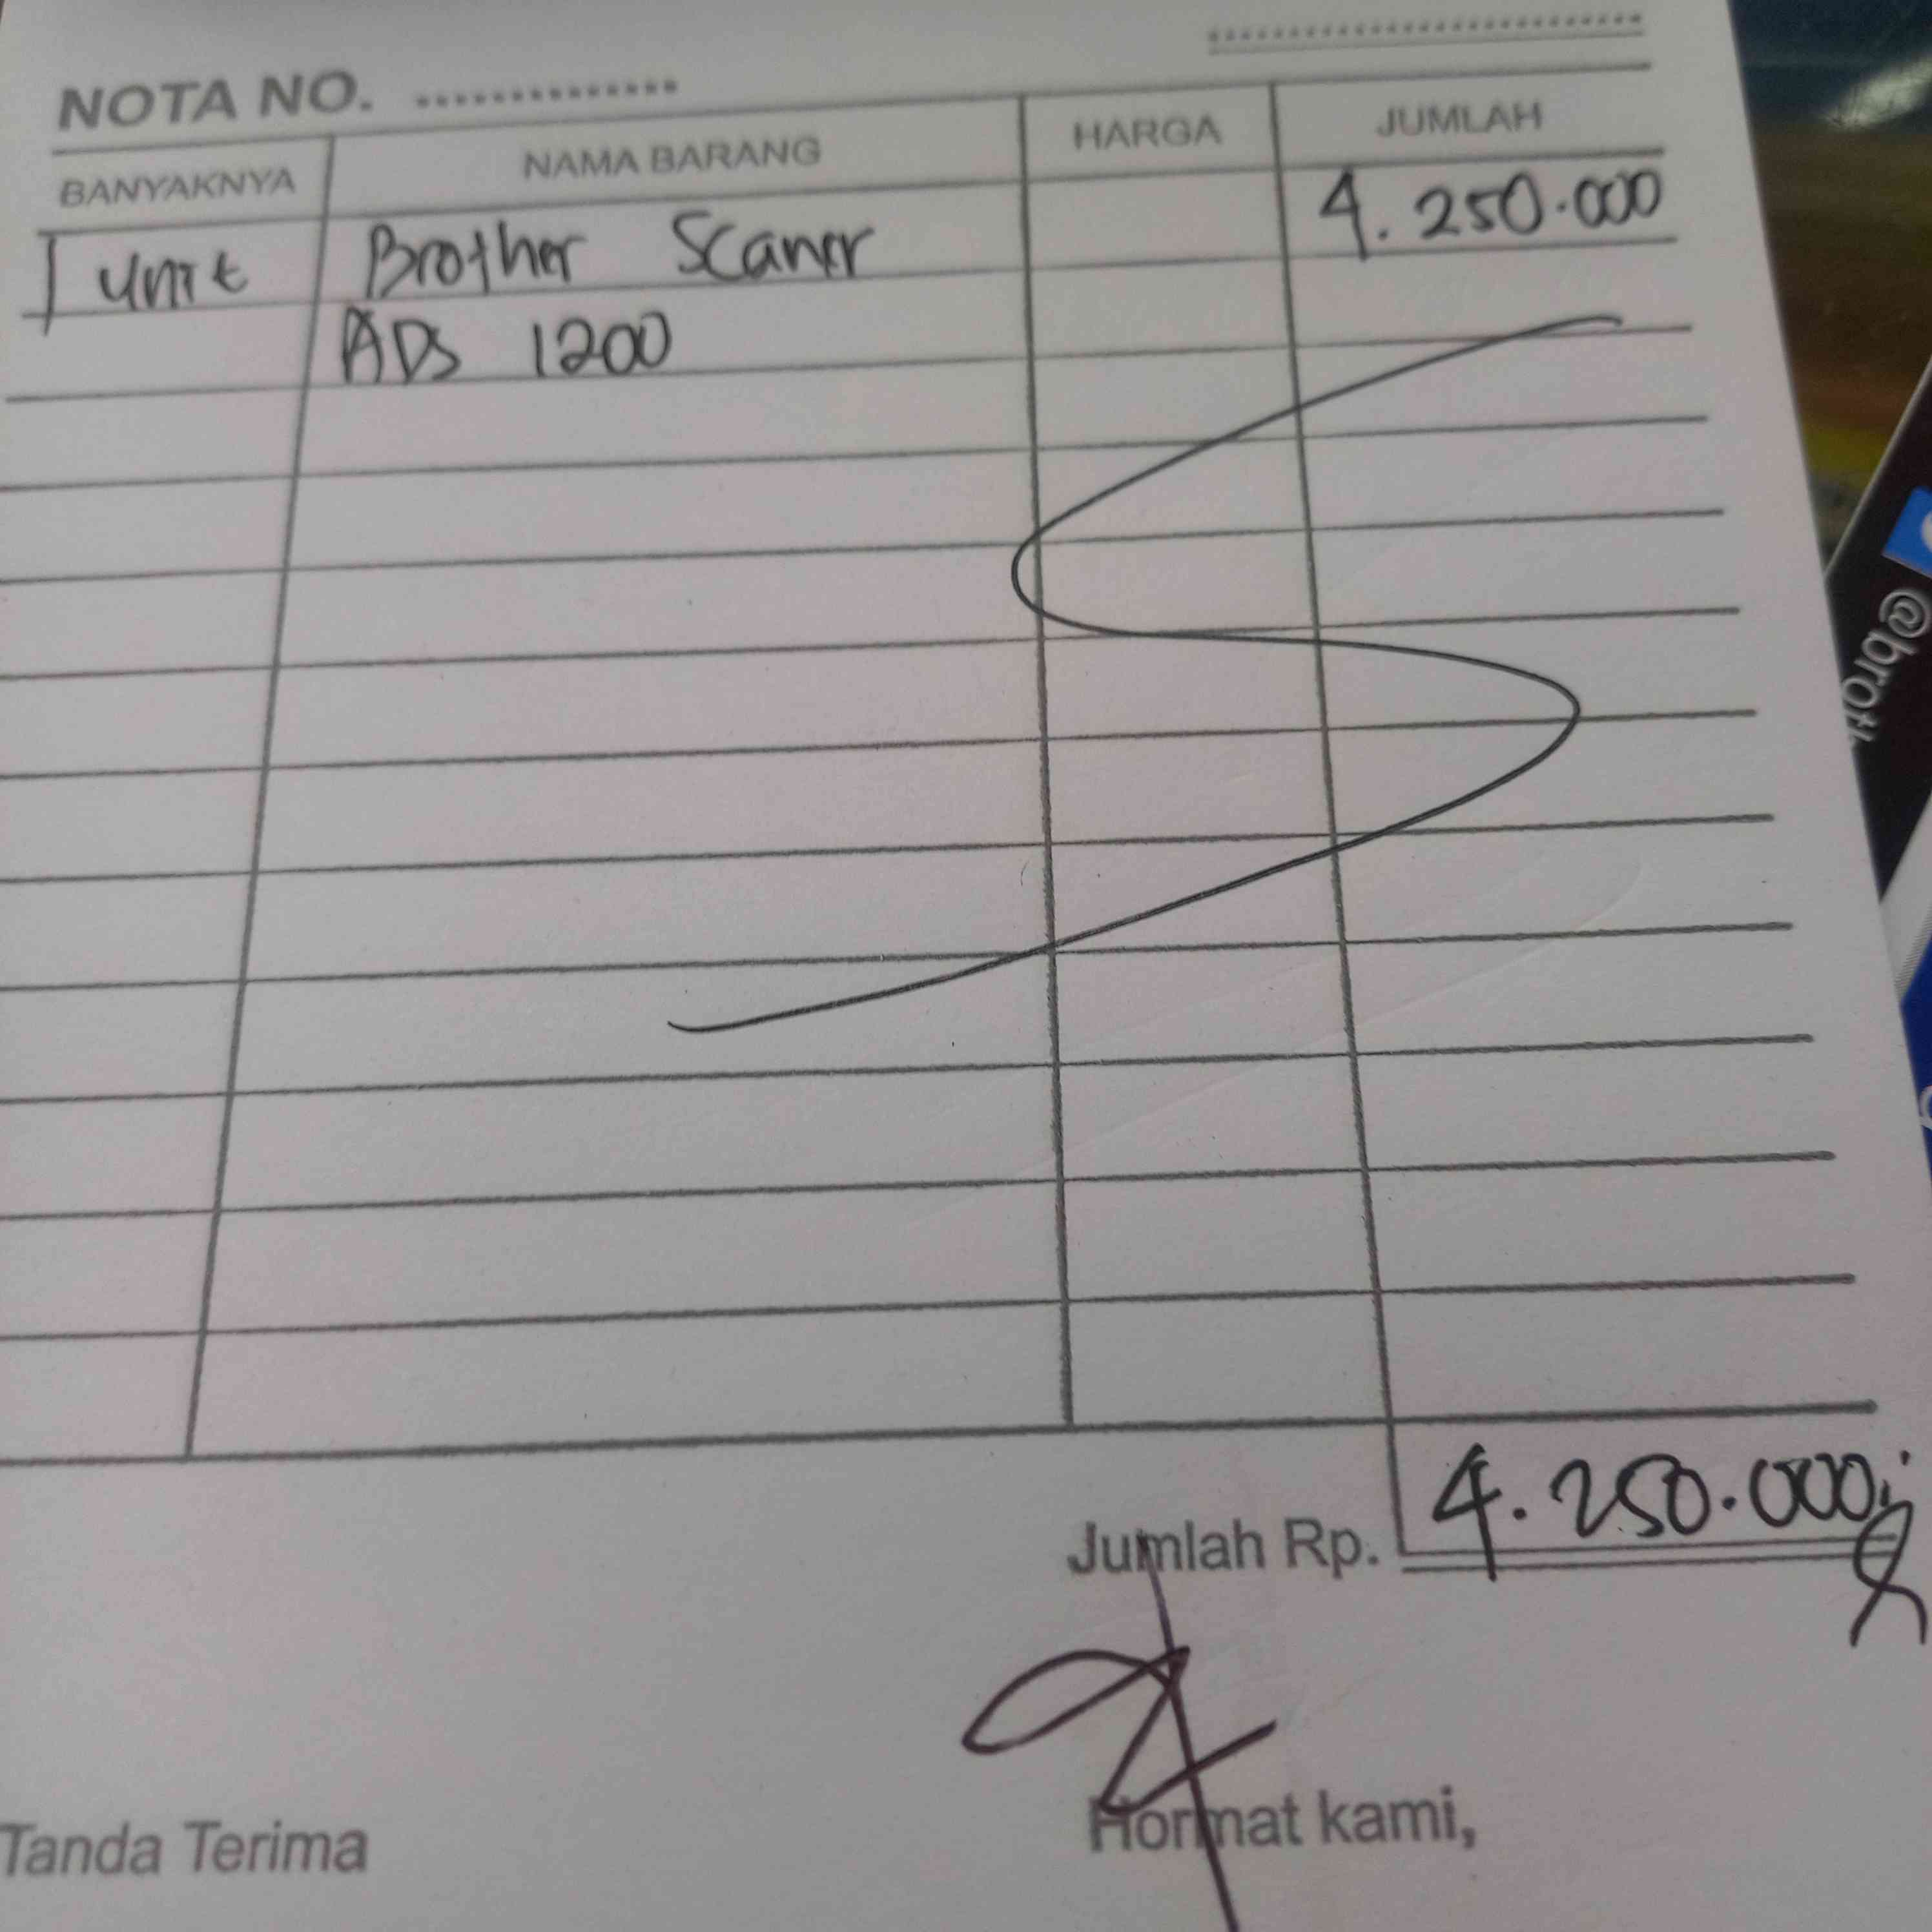 NOTA NO. ..............
BANYAKNYA NAMA BARANG HARGA JUMLAH
1 unit Brother Scaner 4.250.000
ADS 1200
Jumlah Rp. 4.250.000
Tanda Terima Hormat kami,
@broth